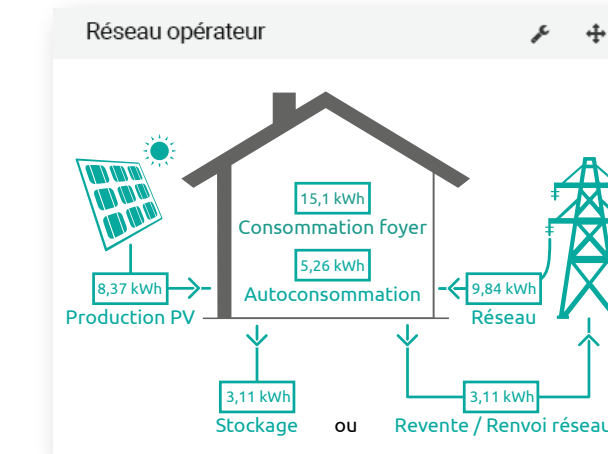 Réseau opérateur
15,1 kWh
Consommation foyer
5,26 kWh
Autoconsommation
8,37 kWh
Production PV
9,84 kWh
Réseau
3,11 kWh
Stockage
ou
3,11 kWh
Revente / Renvoi réseau